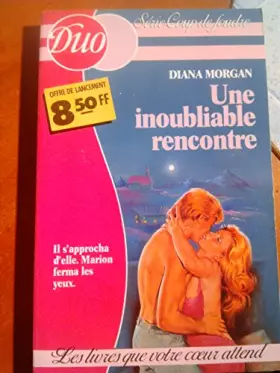 Duo
Série Coup de foudre
DIANA MORGAN
OFFRE DE LANCEMENT
8,50 FF
Une
inoubliable
rencontre
Il s'approcha
d'elle. Marion
ferma les
yeux.
Les livres que votre cœur attend